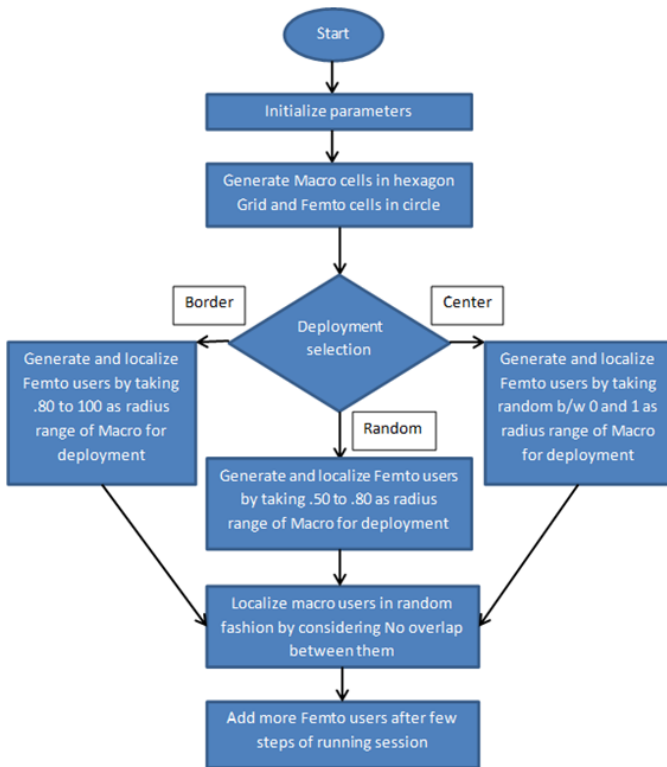 Start
Initialize parameters
Generate Macro cells in hexagon
Grid and Femto cells in circle
Border
Center
Deployment
selection
Generate and localize
Femto users by taking
.80 to 100 as radius
range of Macro for
deployment
Generate and localize
Femto users by taking
random b/w 0 and 1 as
radius range of Macro
for deployment
Random
Generate and localize Femto users
by taking .50 to .80 as radius
range of Macro for deployment
Localize macro users in random
fashion by considering No overlap
between them
Add more Femto users after few
steps of running session